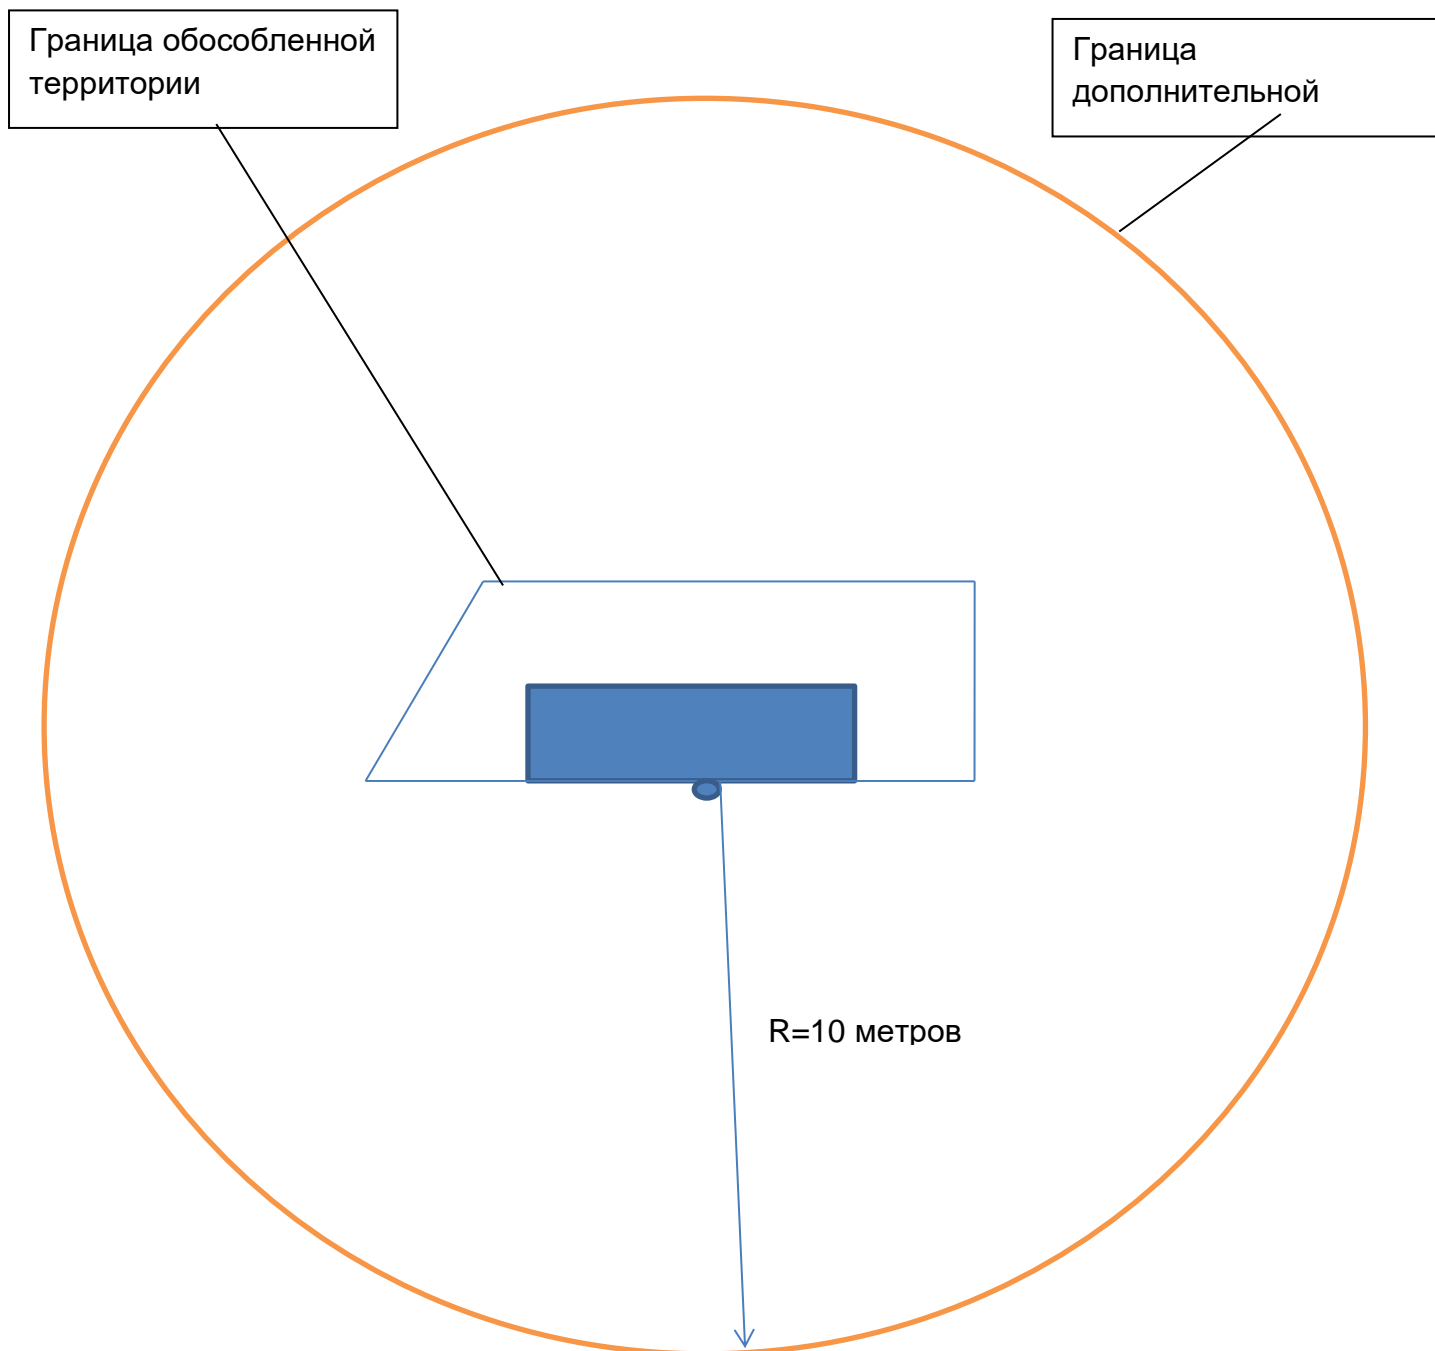 Граница обособленной
территории
Граница
дополнительной
R=10 метров